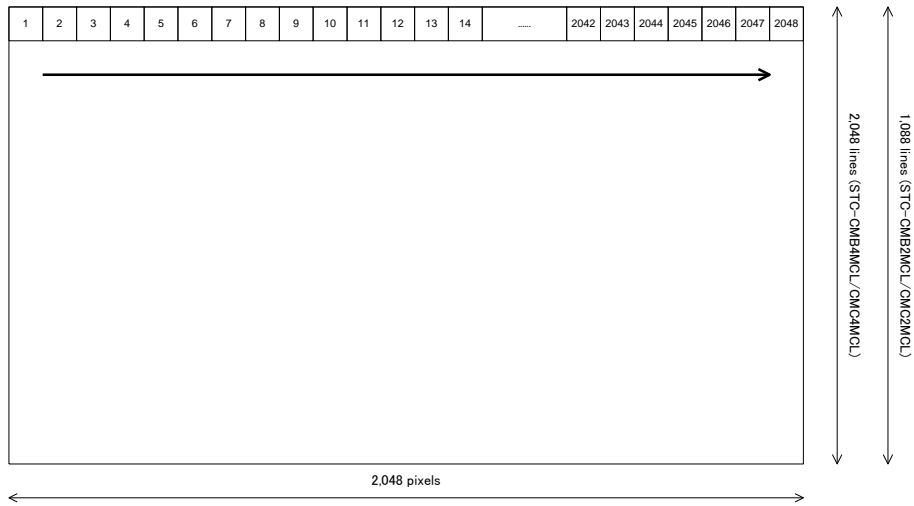 1 2 3 4 5 6 7 8 9 10 11 12 13 14 ...... 2042 2043 2044 2045 2046 2047 2048
2,048 lines (STC-CMB4MCL/CMC4MCL)
1,088 lines (STC-CMB2MCL/CMC2MCL)
2,048 pixels